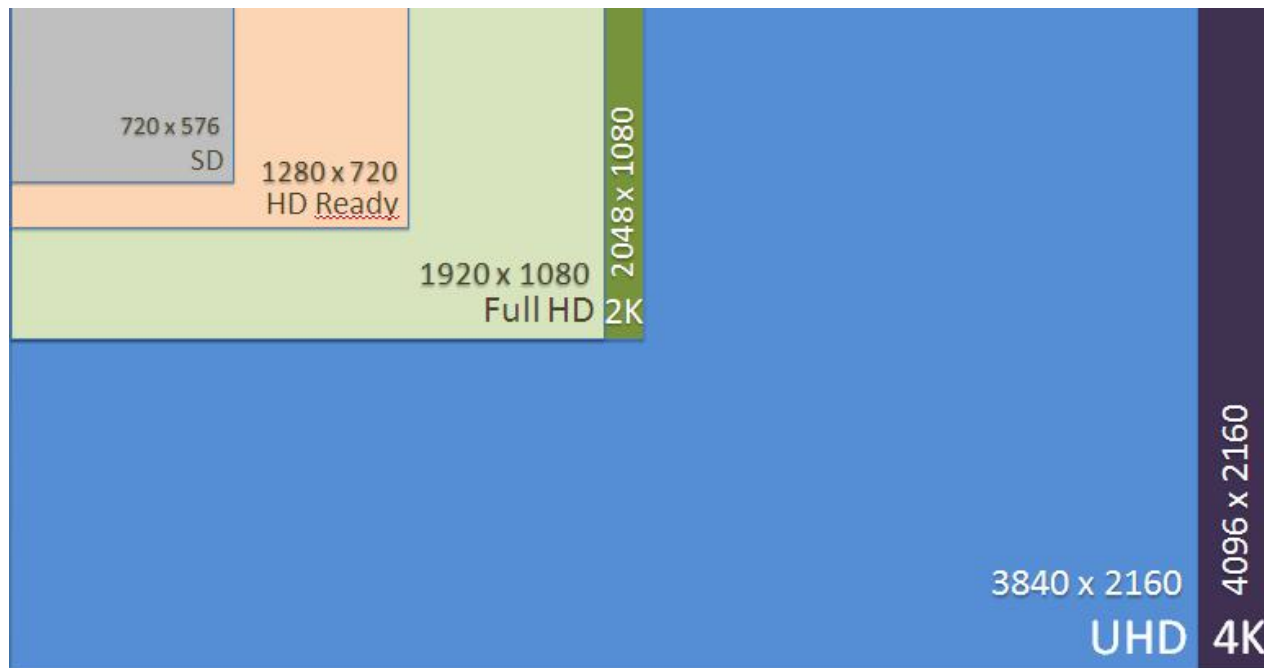 720 x 576
SD
1280 x 720
HD Ready
1920 x 1080
Full HD
2048 x 1080
2K
3840 x 2160
UHD
4096 x 2160
4K